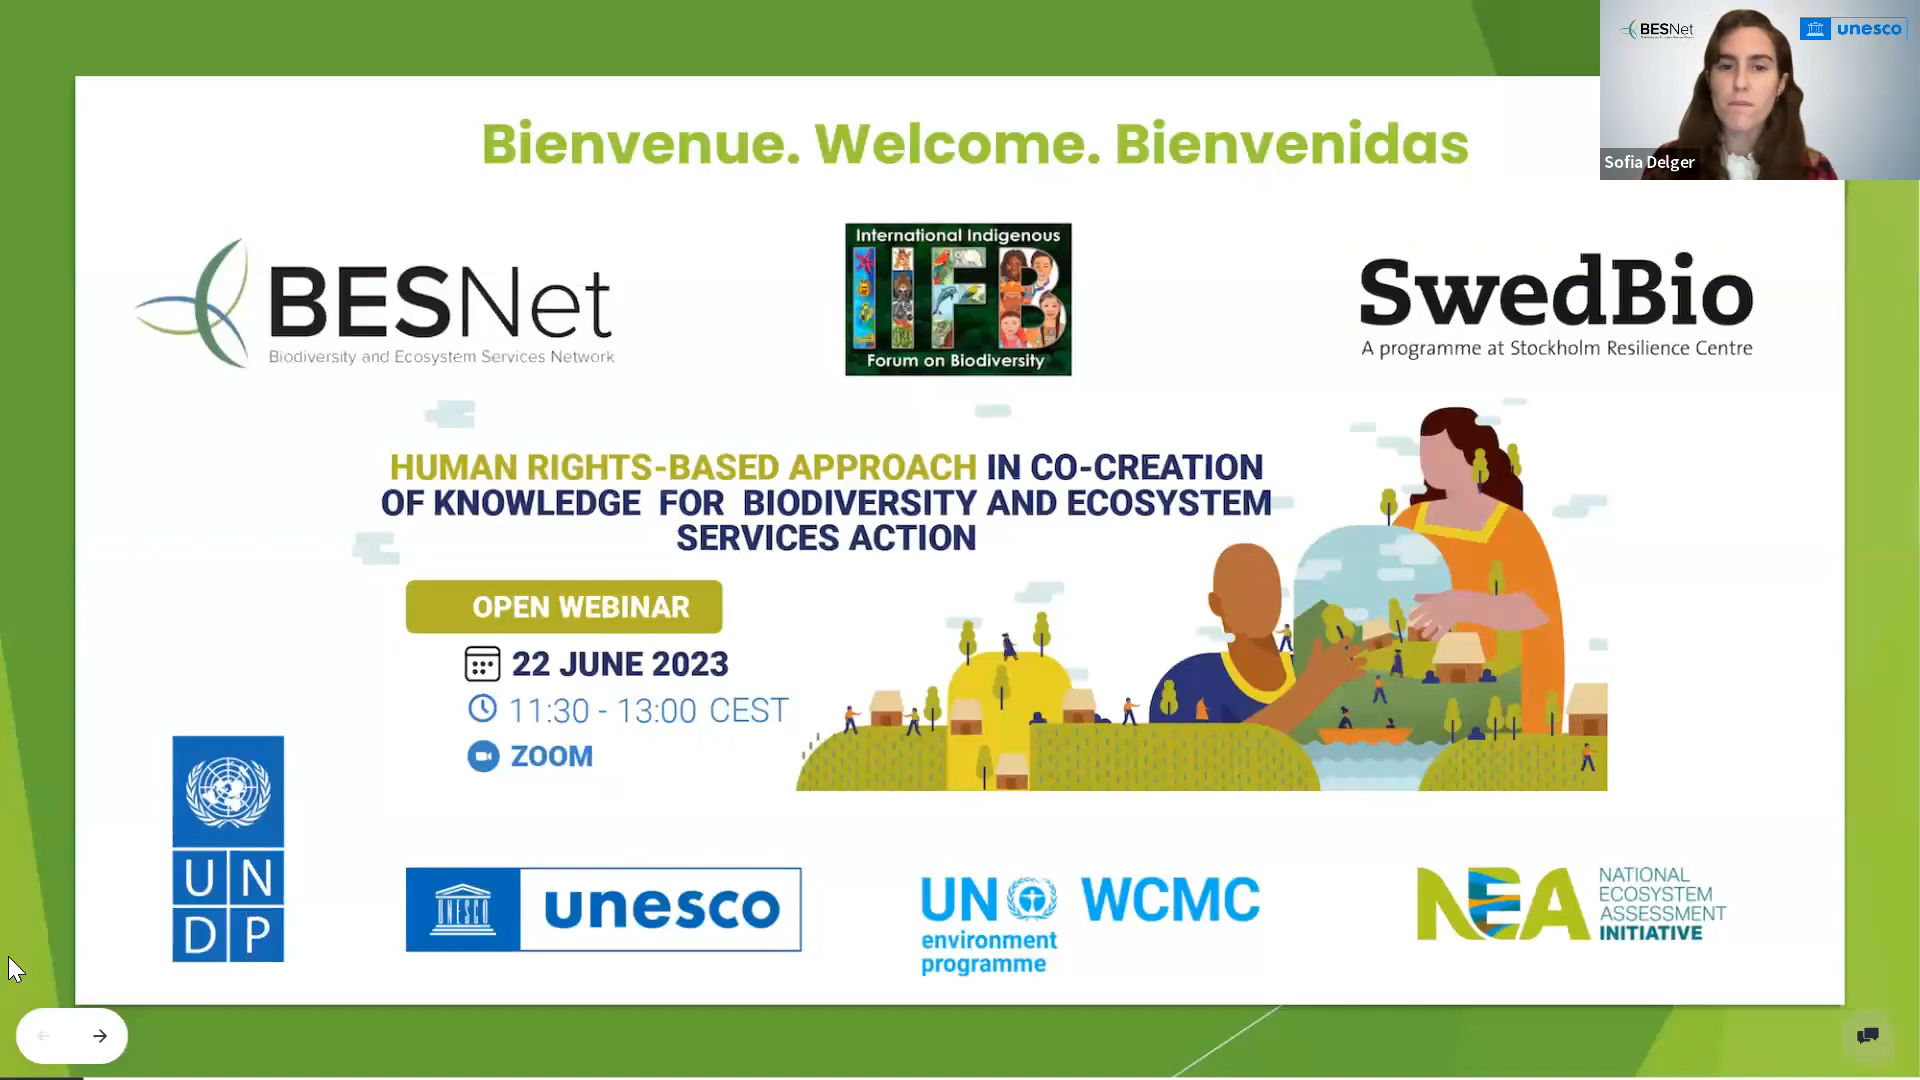 Bienvenue. Welcome. Bienvenidas
BESNet
unesco
Sofia Delger
BESNet
Biodiversity and Ecosystem Services Network
International Indigenous
IIFB
Forum on Biodiversity
SwedBio
A programme at Stockholm Resilience Centre
HUMAN RIGHTS-BASED APPROACH IN CO-CREATION
OF KNOWLEDGE FOR BIODIVERSITY AND ECOSYSTEM
SERVICES ACTION
OPEN WEBINAR
22 JUNE 2023
11:30 - 13:00 CEST
ZOOM
UN
DP
UNESCO
unesco
UN
environment
programme
WCMC
NEA
NATIONAL
ECOSYSTEM
ASSESSMENT
INITIATIVE